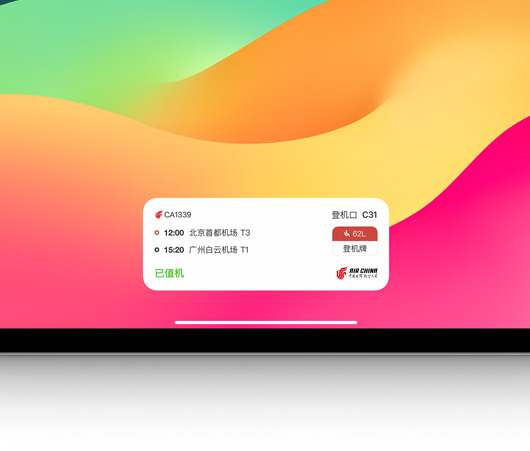 CA1339
登机口 C31
12:00 北京首都机场 T3
62L
15:20 广州白云机场 T1
登机牌
已值机
AIR CHINA